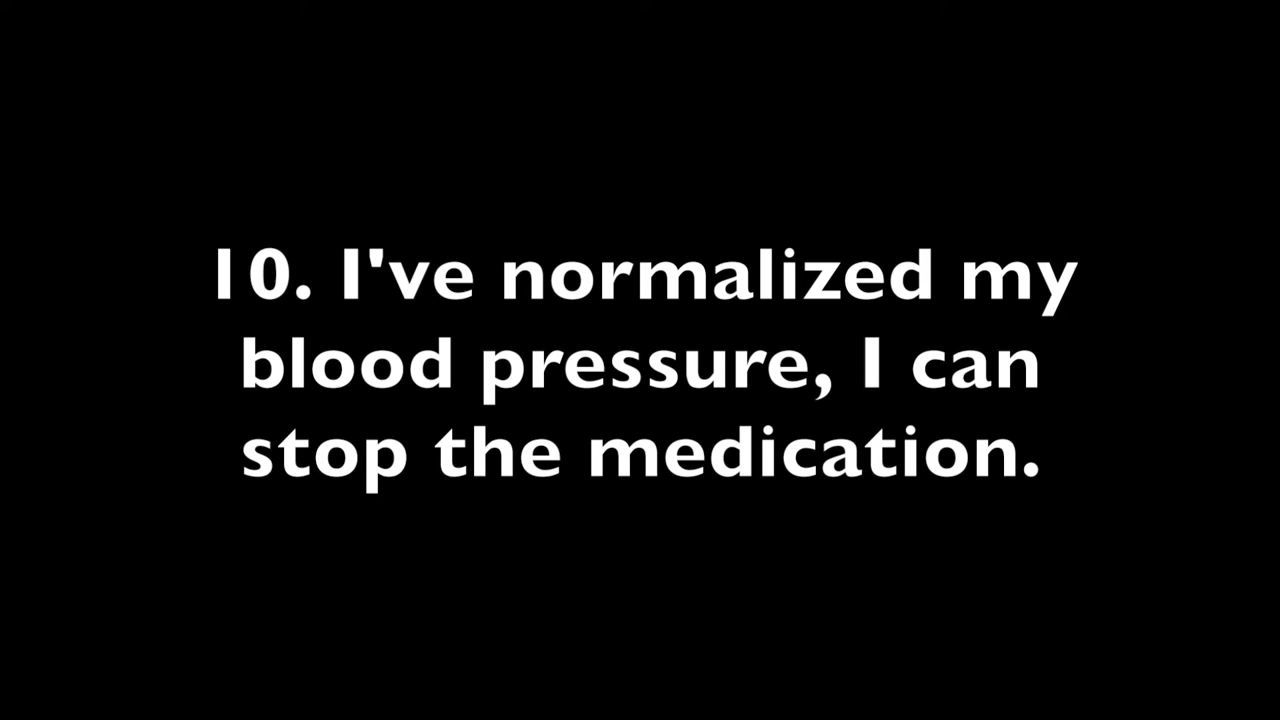 10. I've normalized my
blood pressure, I can
stop the medication.